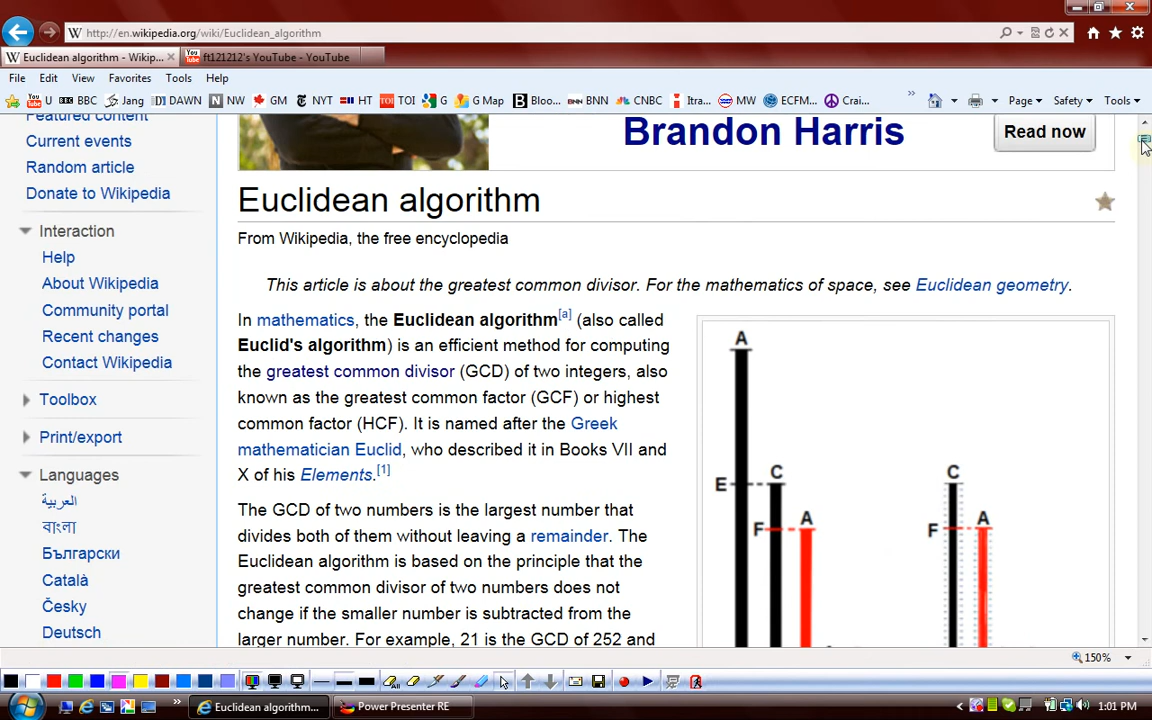 http://en.wikipedia.org/wiki/Euclidean_algorithm
Euclidean algorithm - Wikip... ft121212's YouTube - YouTube
File Edit View Favorites Tools Help
U BBC Jang DAWN NW GM NYT HT TOI G G Map Bloo... BNN CNBC Itra... MW ECFM... Crai... Page Safety Tools
Featured content
Current events
Random article
Donate to Wikipedia
Interaction
Help
About Wikipedia
Community portal
Recent changes
Contact Wikipedia
Toolbox
Print/export
Languages
العربية
বাংলা
Български
Català
Česky
Deutsch
Brandon Harris
Read now
Euclidean algorithm
From Wikipedia, the free encyclopedia
This article is about the greatest common divisor. For the mathematics of space, see Euclidean geometry.
In mathematics, the Euclidean algorithm[a] (also called
Euclid's algorithm) is an efficient method for computing
the greatest common divisor (GCD) of two integers, also
known as the greatest common factor (GCF) or highest
common factor (HCF). It is named after the Greek
mathematician Euclid, who described it in Books VII and
X of his Elements.[1]
The GCD of two numbers is the largest number that
divides both of them without leaving a remainder. The
Euclidean algorithm is based on the principle that the
greatest common divisor of two numbers does not
change if the smaller number is subtracted from the
larger number. For example, 21 is the GCD of 252 and
A
E C C
F A F A
150%
Euclidean algorithm... Power Presenter RE 1:01 PM